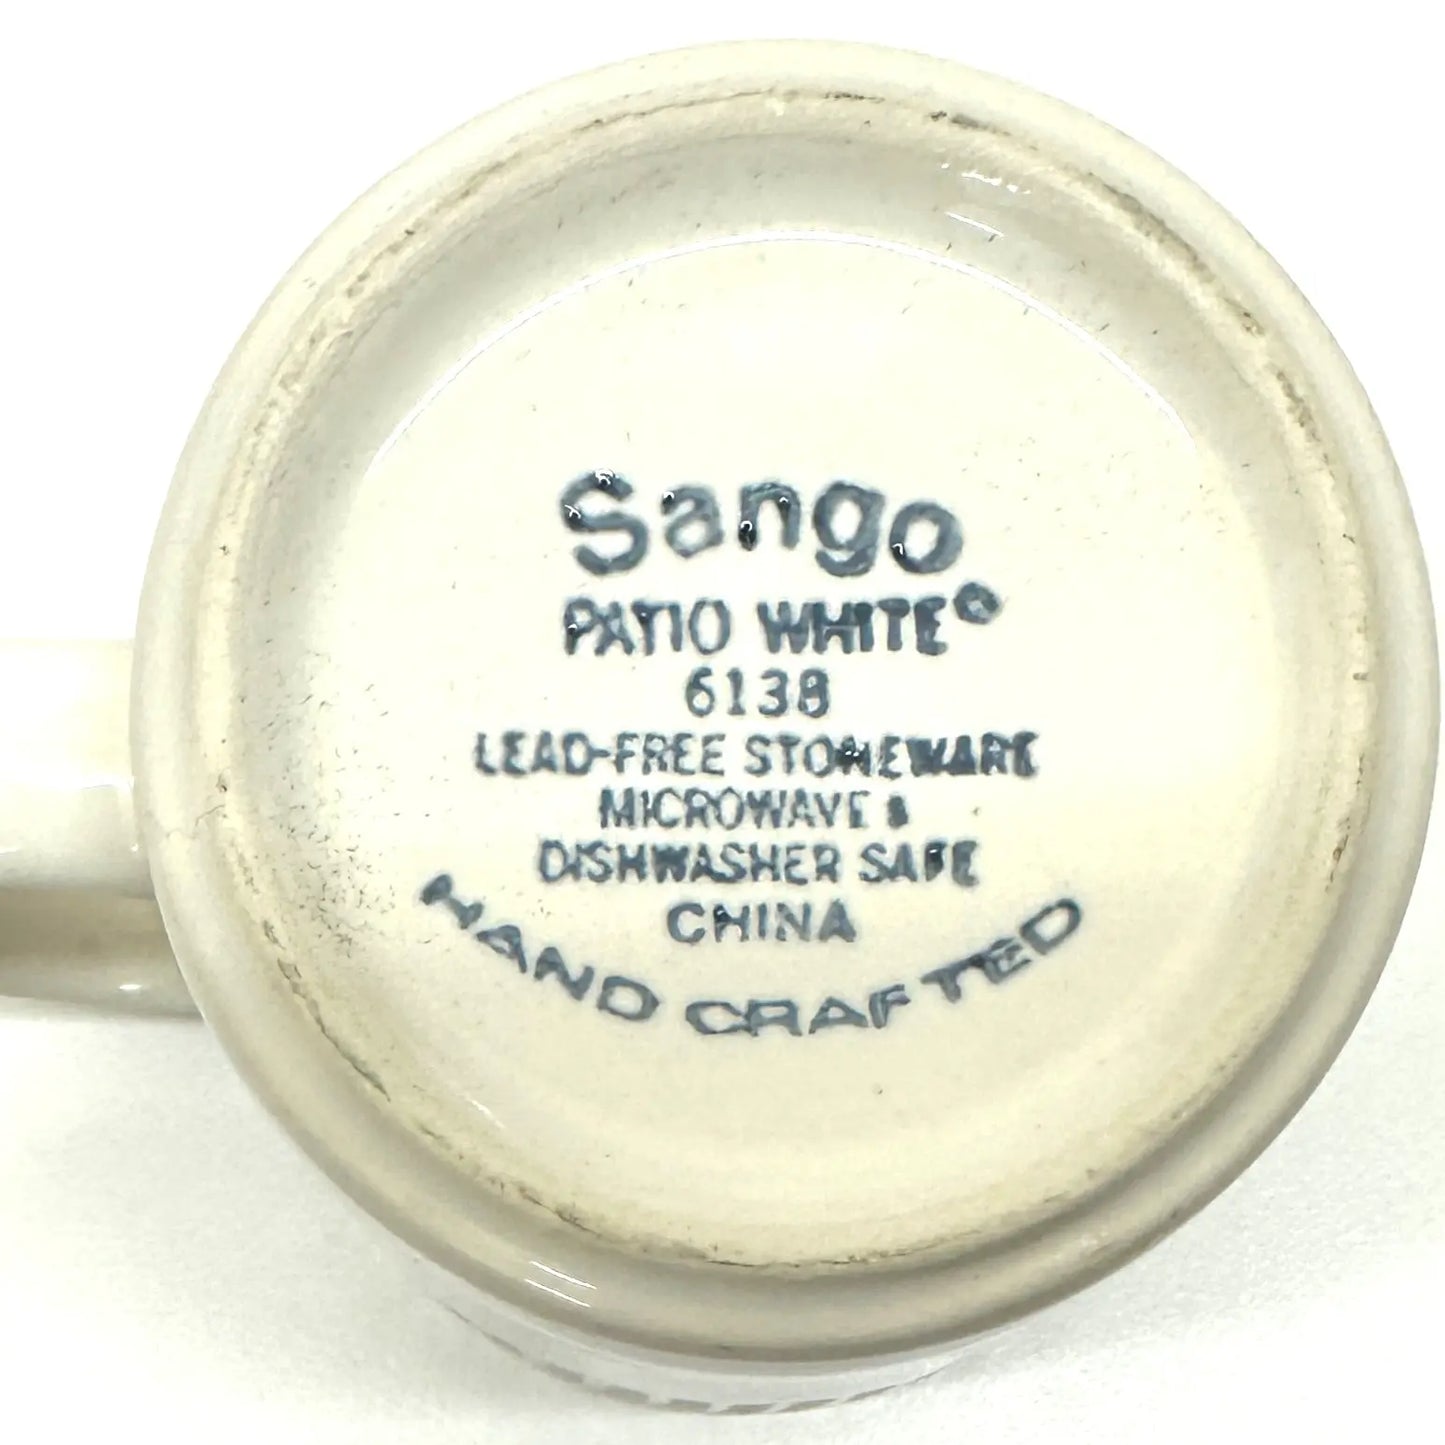 Sango
PATIO WHITE®
6138
LEAD-FREE STONEWARE
MICROWAVE &
DISHWASHER SAFE
CHINA
HAND CRAFTED